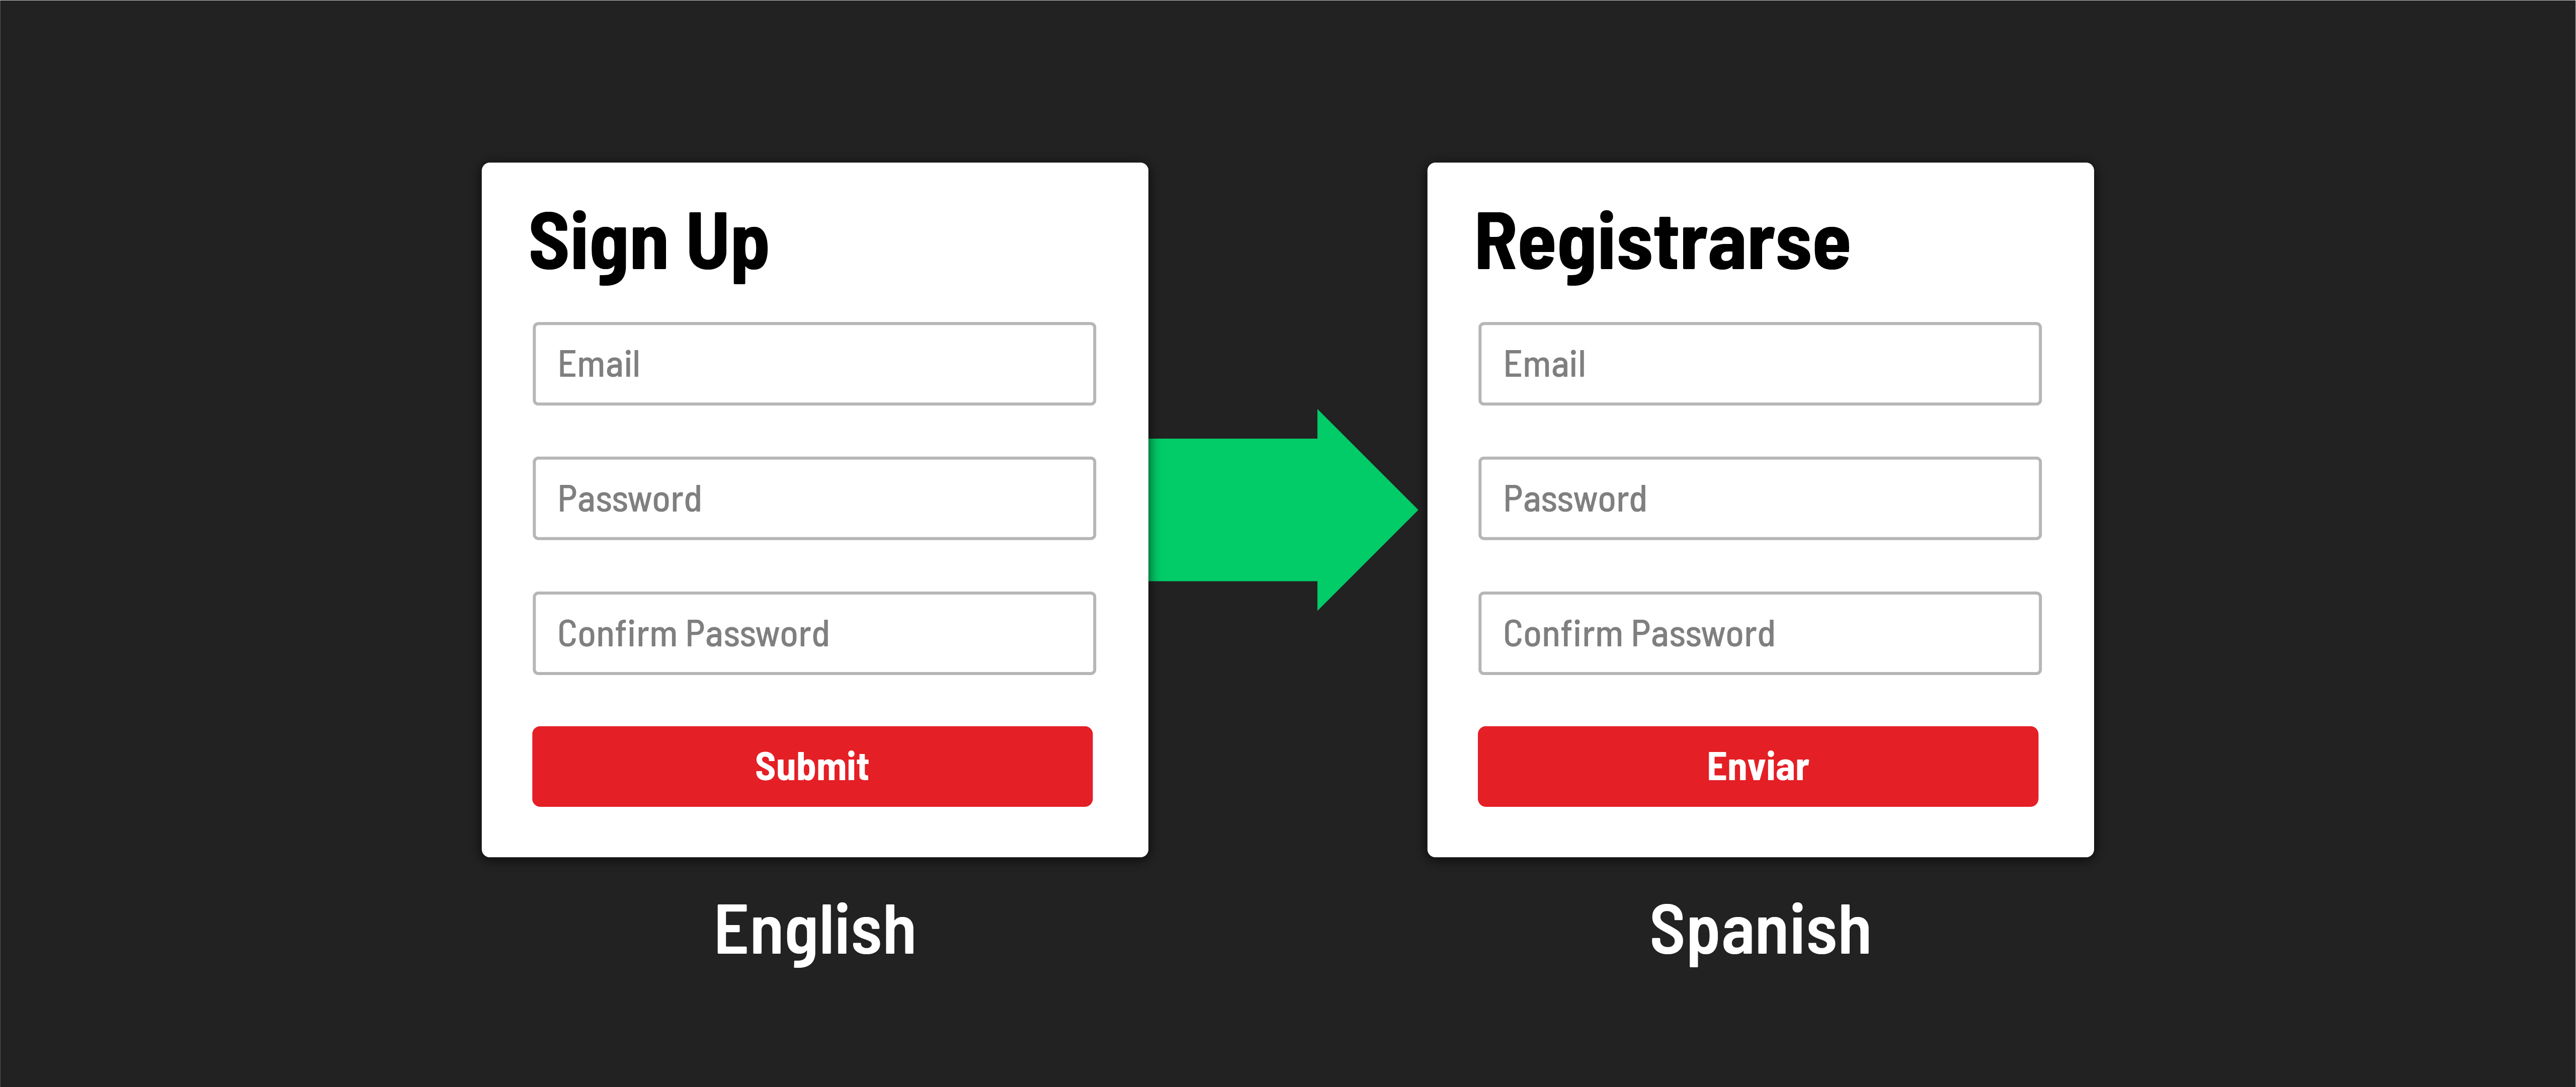 Sign Up
Email
Password
Confirm Password
Submit
English
Registrarse
Email
Password
Confirm Password
Enviar
Spanish